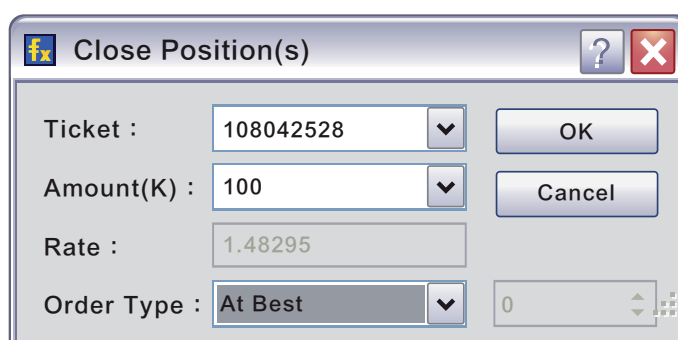 fx Close Position(s) ?
Ticket : 108042528 OK
Amount(K) : 100 Cancel
Rate : 1.48295
Order Type : At Best 0